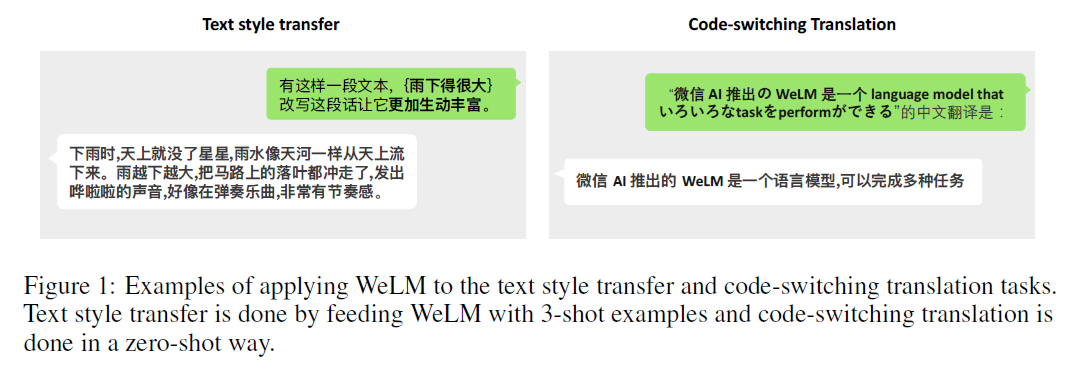 Text style transfer
有这样一段文本，{雨下得很大}
改写这段话让它更加生动丰富。
下雨时,天上就没了星星,雨水像天河一样从天上流
下来。雨越下越大,把马路上的落叶都冲走了,发出
哗啦啦的声音,好像在弹奏乐曲,非常有节奏感。
Code-switching Translation
“微信 AI 推出の WeLM 是一个 language model that
いろいろなtaskをperformができる”的中文翻译是：
微信 AI 推出的 WeLM 是一个语言模型,可以完成多种任务
Figure 1: Examples of applying WeLM to the text style transfer and code-switching translation tasks.
Text style transfer is done by feeding WeLM with 3-shot examples and code-switching translation is
done in a zero-shot way.